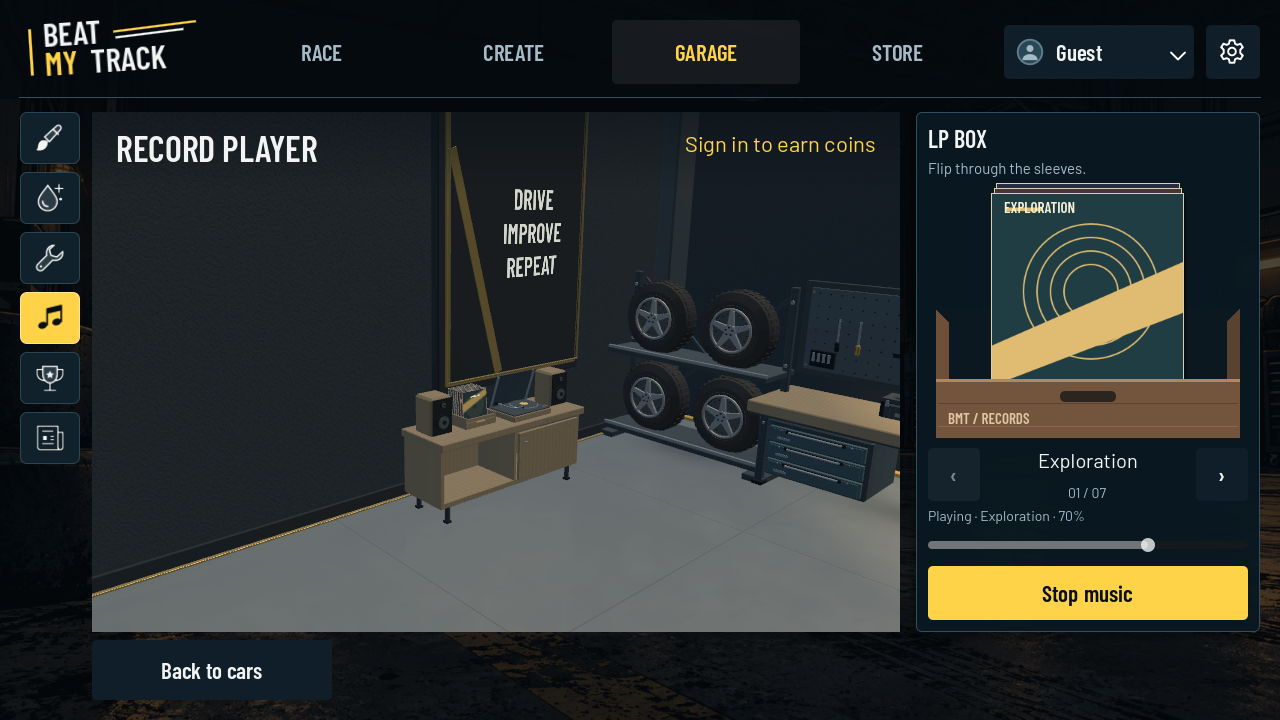 BEAT
MY TRACK
RACE
CREATE
GARAGE
STORE
Guest
RECORD PLAYER
Sign in to earn coins
DRIVE
IMPROVE
REPEAT
LP BOX
Flip through the sleeves.
EXPLORATION
BMT / RECORDS
‹
Exploration
›
01 / 07
Playing · Exploration · 70%
Stop music
Back to cars